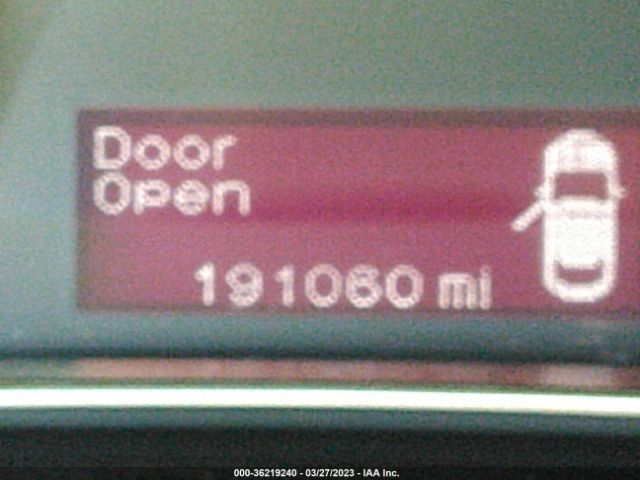 Door
Open
191060 mi
000-36219240 - 03/27/2023 - IAA Inc.